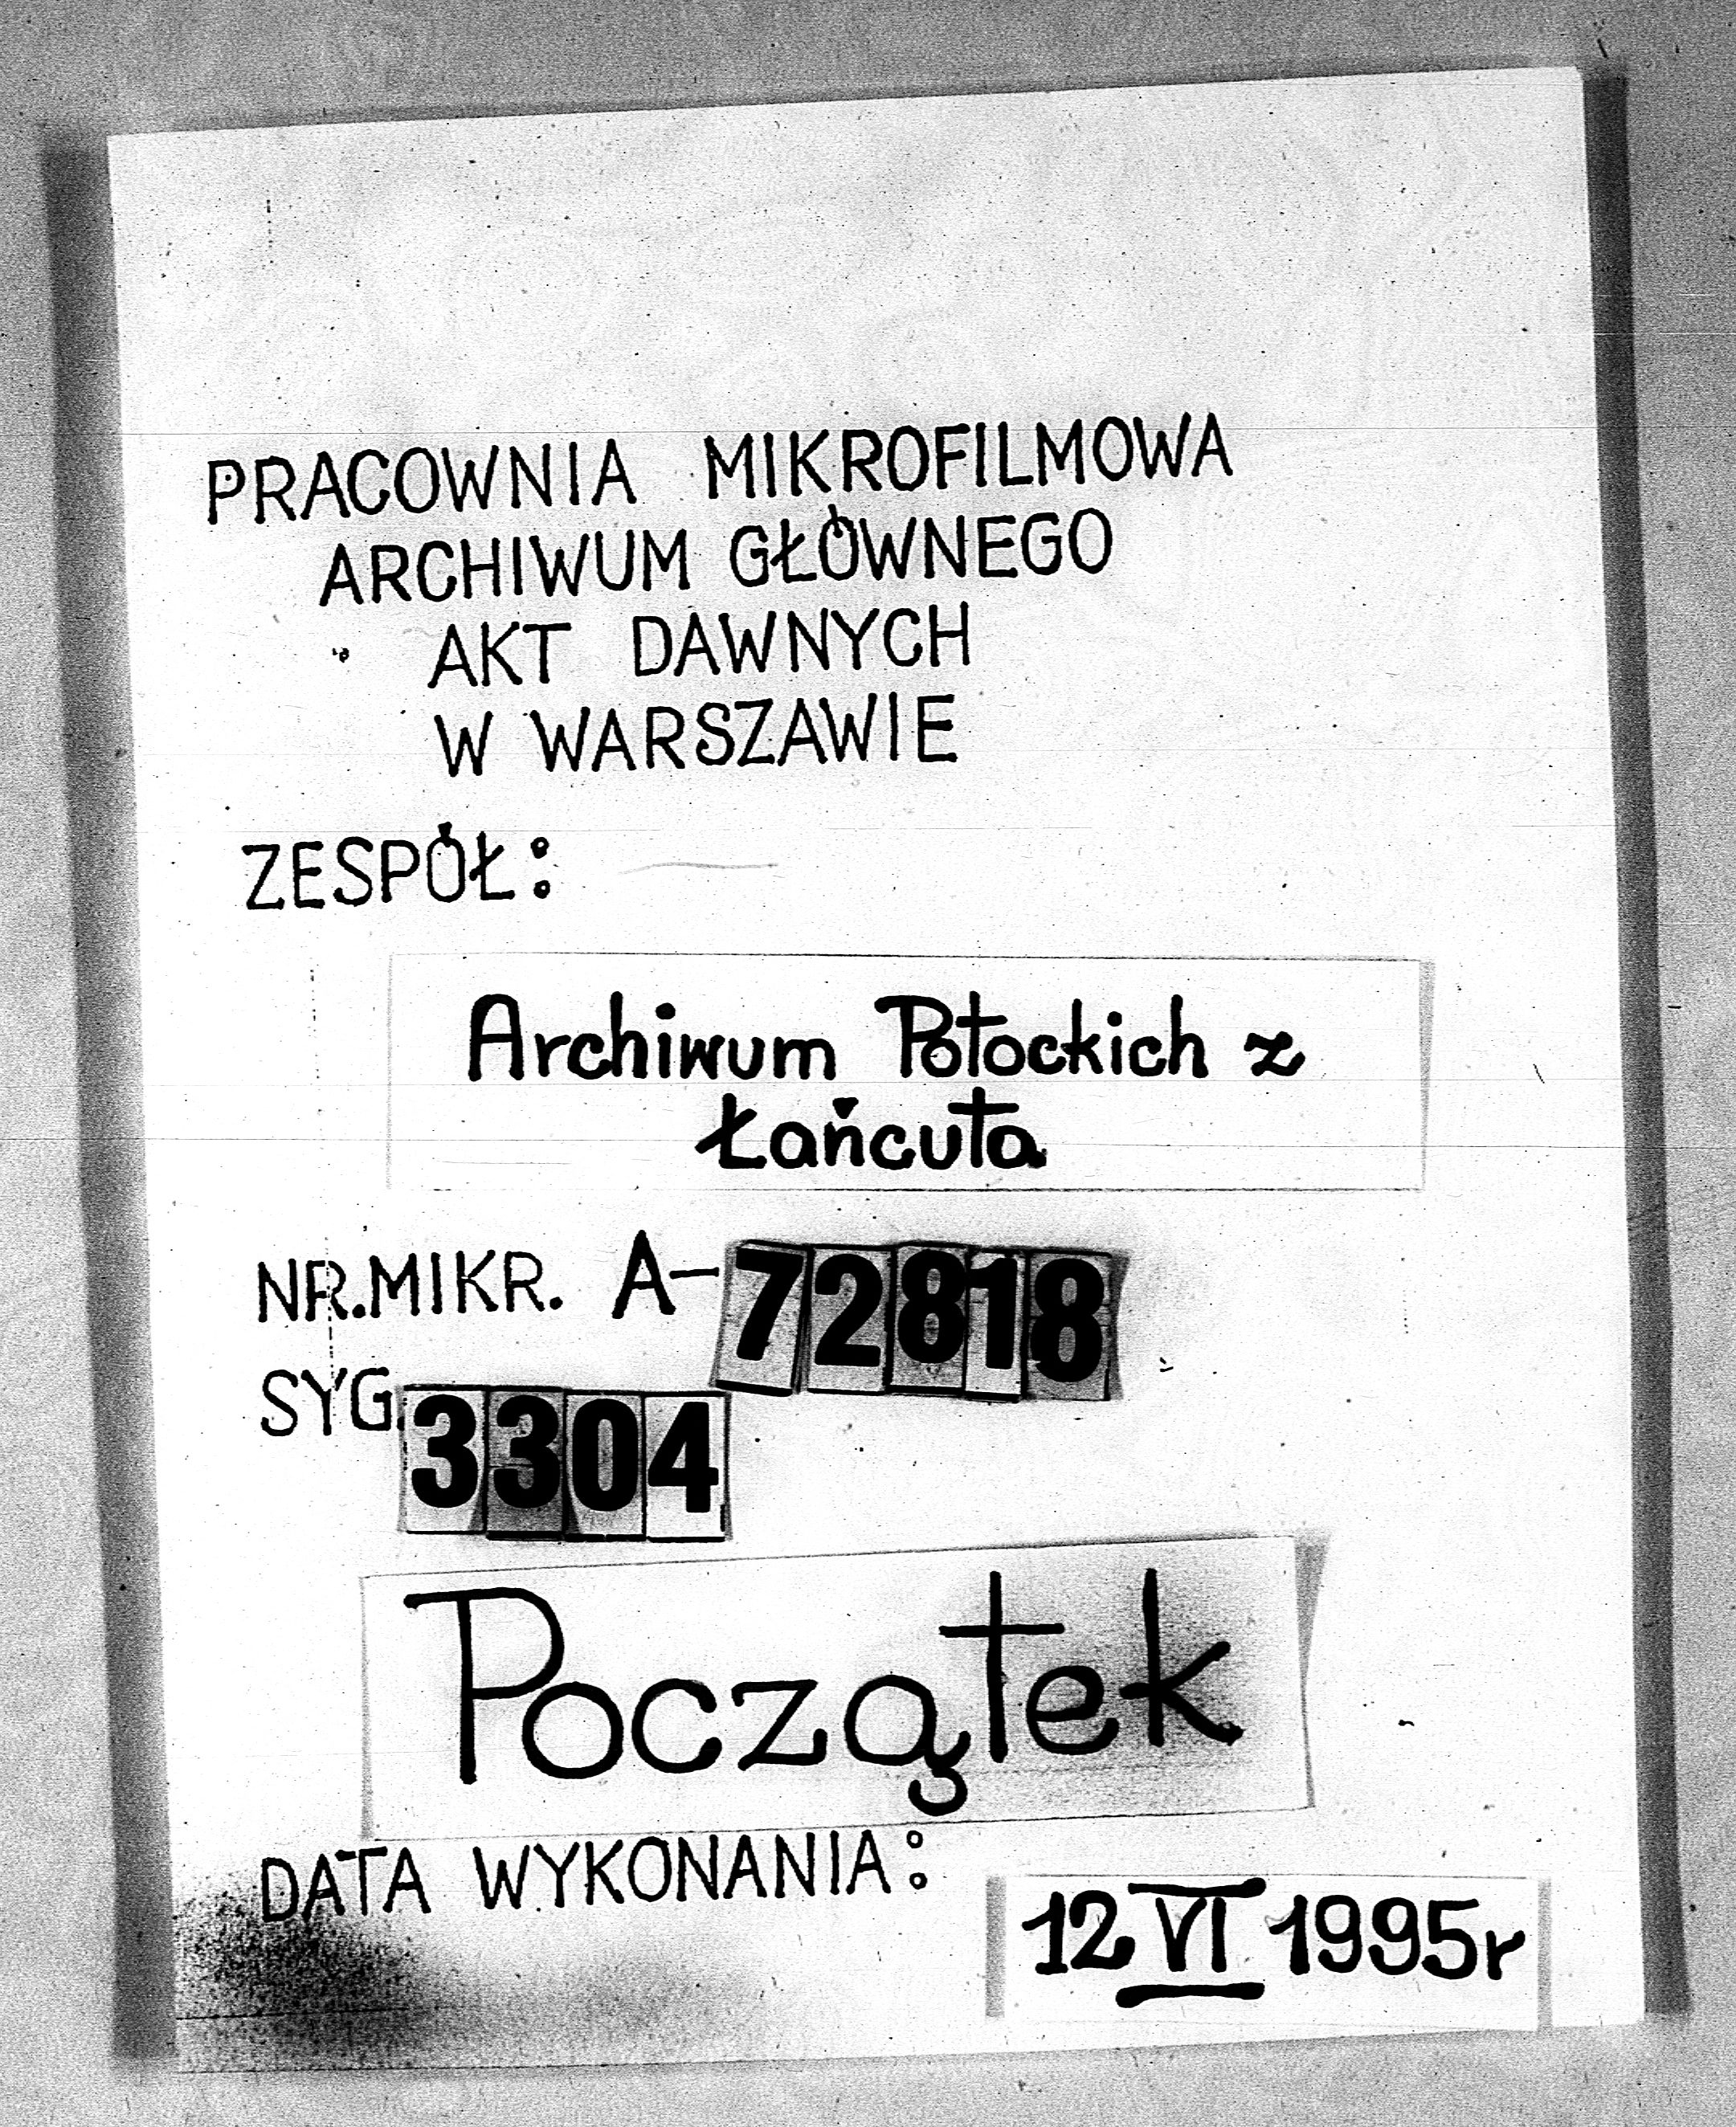 PRACOWNIA MIKROFILMOWA
ARCHIWUM GŁÓWNEGO
AKT DAWNYCH
W WARSZAWIE
ZESPÓŁ:
Archiwum Potockich z
Łańcuta
NR.MIKR. A-72818
SYG. 3304
Początek
DATA WYKONANIA:
12 VI 1995r